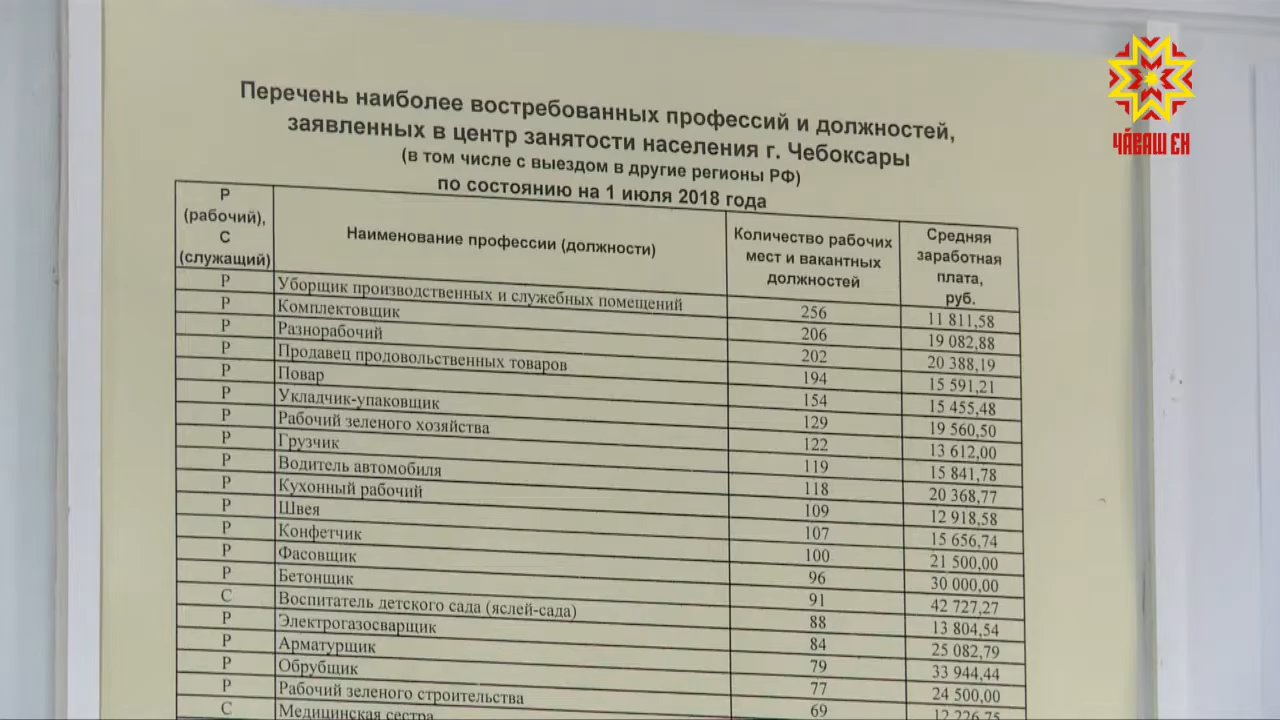 Перечень наиболее востребованных профессий и должностей,
заявленных в центр занятости населения г. Чебоксары
(в том числе с выездом в другие регионы РФ)
по состоянию на 1 июля 2018 года
ЧӐВАШ ЕН
Р
(рабочий),
С
(служащий)
Наименование профессии (должности)
Количество рабочих
мест и вакантных
должностей
Средняя
заработная
плата,
руб.
Р Уборщик производственных и служебных помещений 256 11 811,58
Р Комплектовщик 206 19 082,88
Р Разнорабочий 202 20 388,19
Р Продавец продовольственных товаров 194 15 591,21
Р Повар 154 15 455,48
Р Укладчик-упаковщик 129 19 560,50
Р Рабочий зеленого хозяйства 122 13 612,00
Р Грузчик 119 15 841,78
Р Водитель автомобиля 118 20 368,77
Р Кухонный рабочий 109 12 918,58
Р Швея 107 15 656,74
Р Конфетчик 100 21 500,00
Р Фасовщик 96 30 000,00
Р Бетонщик 91 42 727,27
С Воспитатель детского сада (яслей-сада) 88 13 804,54
Р Электрогазосварщик 84 25 082,79
Р Арматурщик 79 33 944,44
Р Обрубщик 77 24 500,00
Р Рабочий зеленого строительства 69 12 226,75
С Медицинская сестра